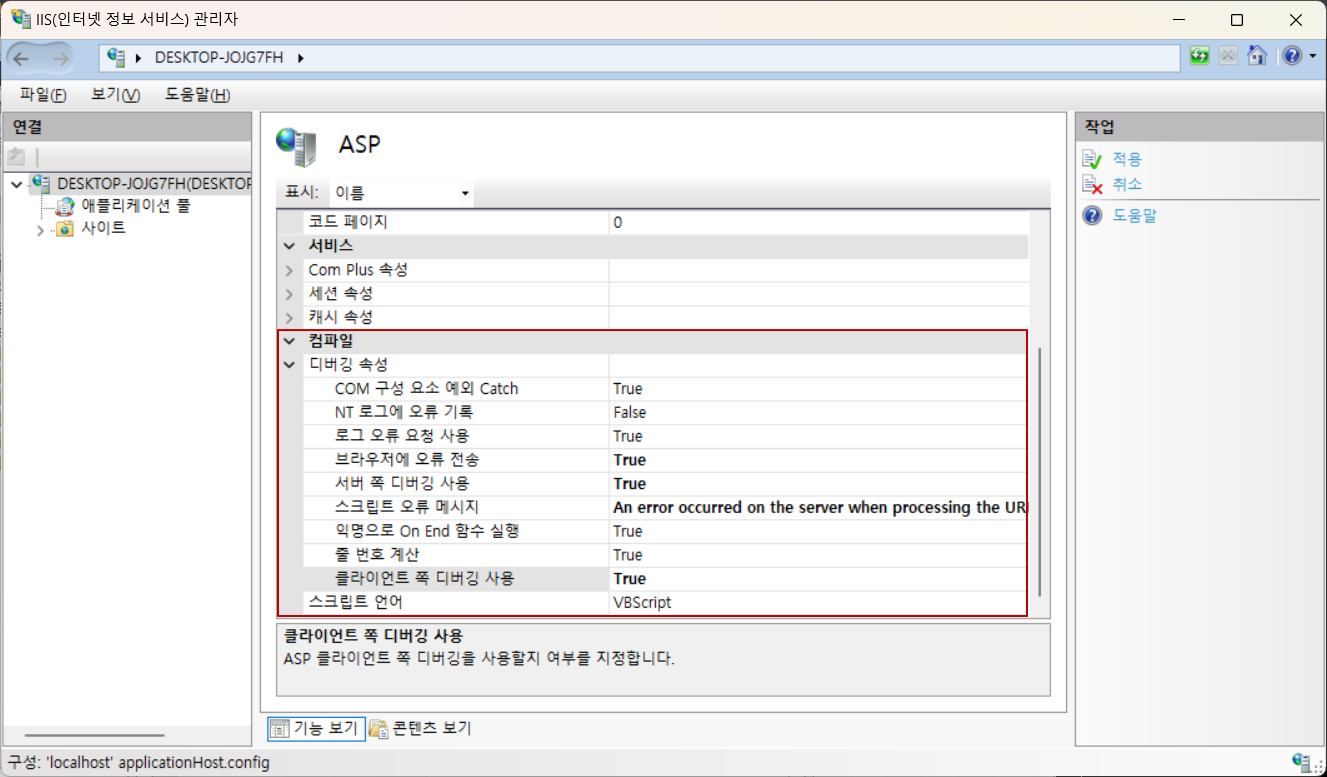 IIS(인터넷 정보 서비스) 관리자
DESKTOP-JOJG7FH
파일(F) 보기(V) 도움말(H)
연결
DESKTOP-JOJG7FH(DESKTOP
애플리케이션 풀
사이트
ASP
표시: 이름
코드 페이지 0
서비스
Com Plus 속성
세션 속성
캐시 속성
컴파일
디버깅 속성
COM 구성 요소 예외 Catch True
NT 로그에 오류 기록 False
로그 오류 요청 사용 True
브라우저에 오류 전송 True
서버 쪽 디버깅 사용 True
스크립트 오류 메시지 An error occurred on the server when processing the URL
익명으로 On End 함수 실행 True
줄 번호 계산 True
클라이언트 쪽 디버깅 사용 True
스크립트 언어 VBScript
클라이언트 쪽 디버깅 사용
ASP 클라이언트 쪽 디버깅을 사용할지 여부를 지정합니다.
기능 보기 콘텐츠 보기
작업
적용
취소
도움말
구성: 'localhost' applicationHost.config